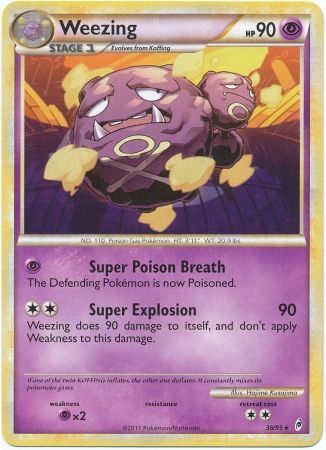 Weezing
HP 90
STAGE 1 Evolves from Koffing
NO. 110 Poison Gas Pokémon HT. 3'11" WT. 20.9 lbs.
Super Poison Breath
The Defending Pokémon is now Poisoned.
Super Explosion 90
Weezing does 90 damage to itself, and don't apply
Weakness to this damage.
If one of the twin KOFFING inflates, the other one deflates. It constantly mixes its
poisonous gases.
Illus. Hajime Kusajima
weakness resistance retreat cost
×2
©2011 Pokémon/Nintendo
38/95 ★